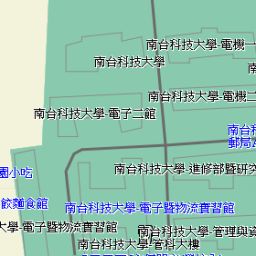 南台科技大學-電機一
南台科技大學
南台科技大學-電機二
南台科技大學-電子二館
南台科
郵局
南台科技大學-進修部暨研究
園小吃
餃麵食館
南台科技大學-電子暨物流實習館
大學-電子暨物流實習館
南台科技大學-管理與資
南台科技大學-管科大樓